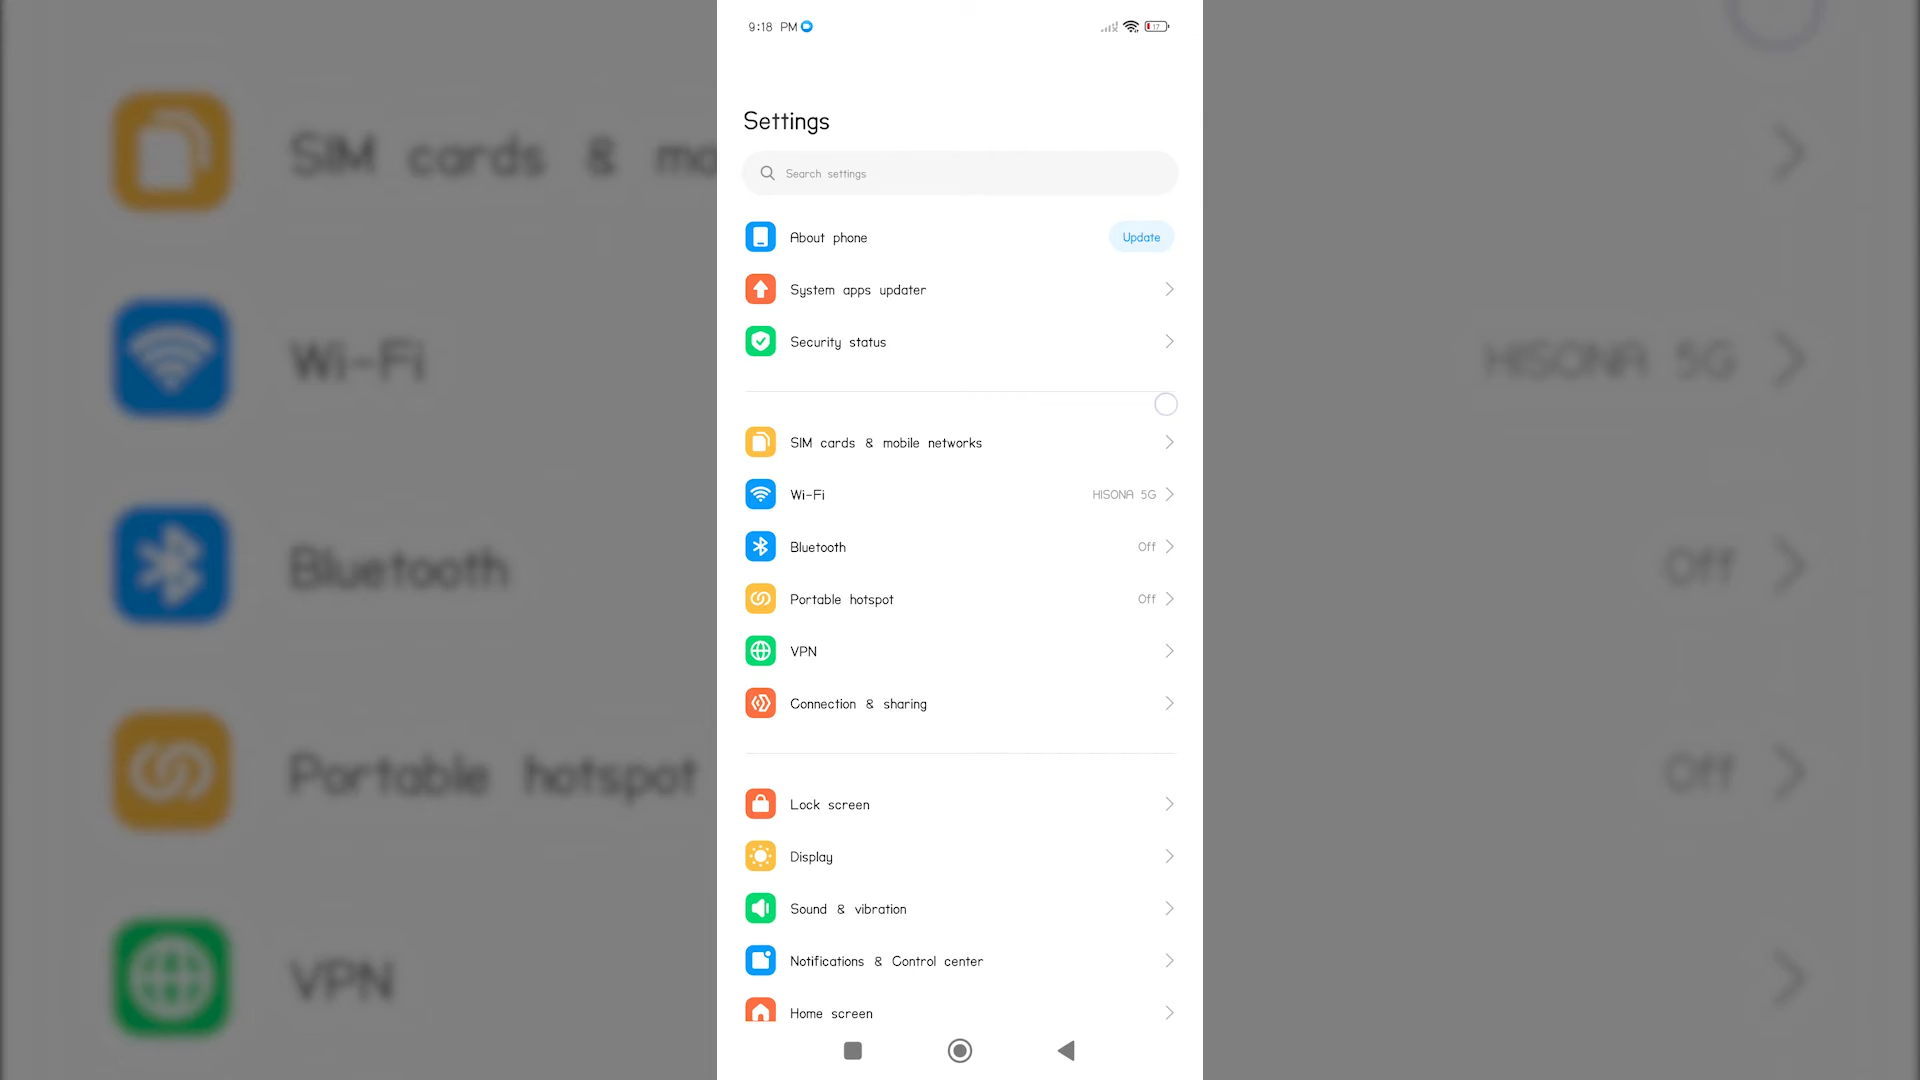 9:18 PM
17
Settings
Search settings
About phone
Update
System apps updater
Security status
SIM cards & mobile networks
Wi-Fi
HISONA 5G
Bluetooth
Off
Portable hotspot
Off
VPN
Connection & sharing
Lock screen
Display
Sound & vibration
Notifications & Control center
Home screen
SIM cards & mo
Wi-Fi
HISONA 5G
Bluetooth
Off
Portable hotspot
Off
VPN